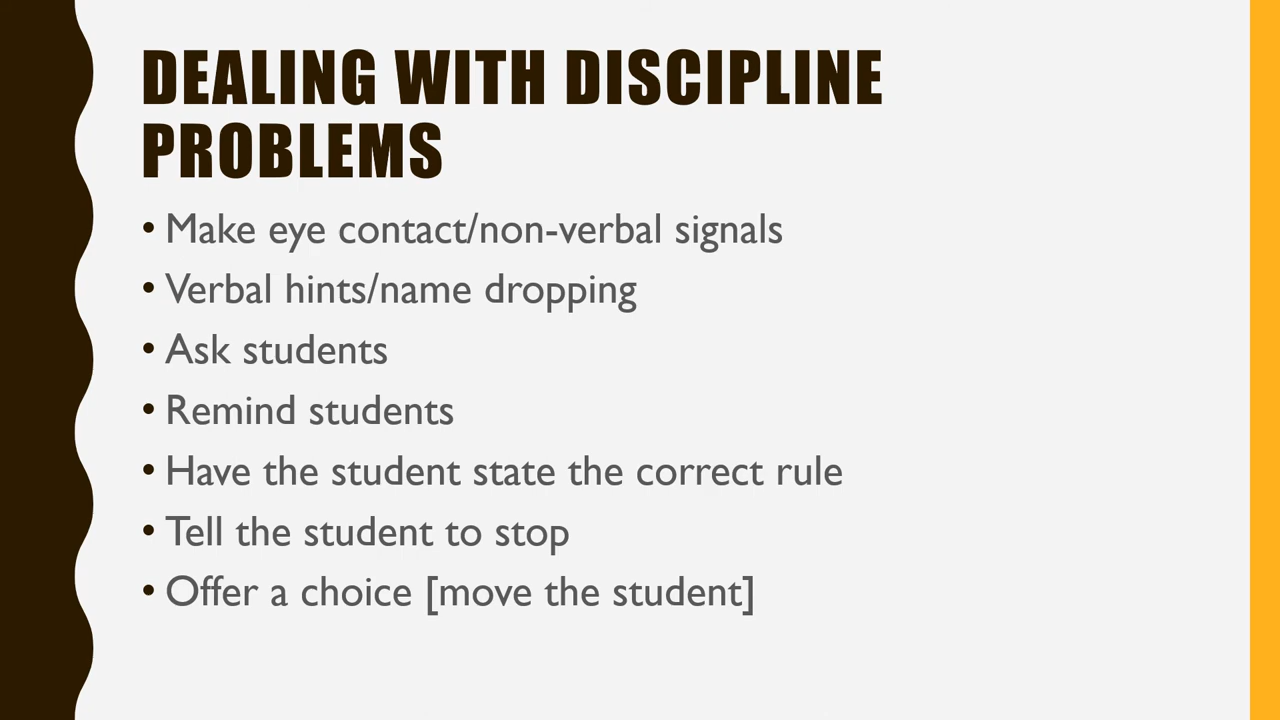 DEALING WITH DISCIPLINE
PROBLEMS
• Make eye contact/non-verbal signals
• Verbal hints/name dropping
• Ask students
• Remind students
• Have the student state the correct rule
• Tell the student to stop
• Offer a choice [move the student]